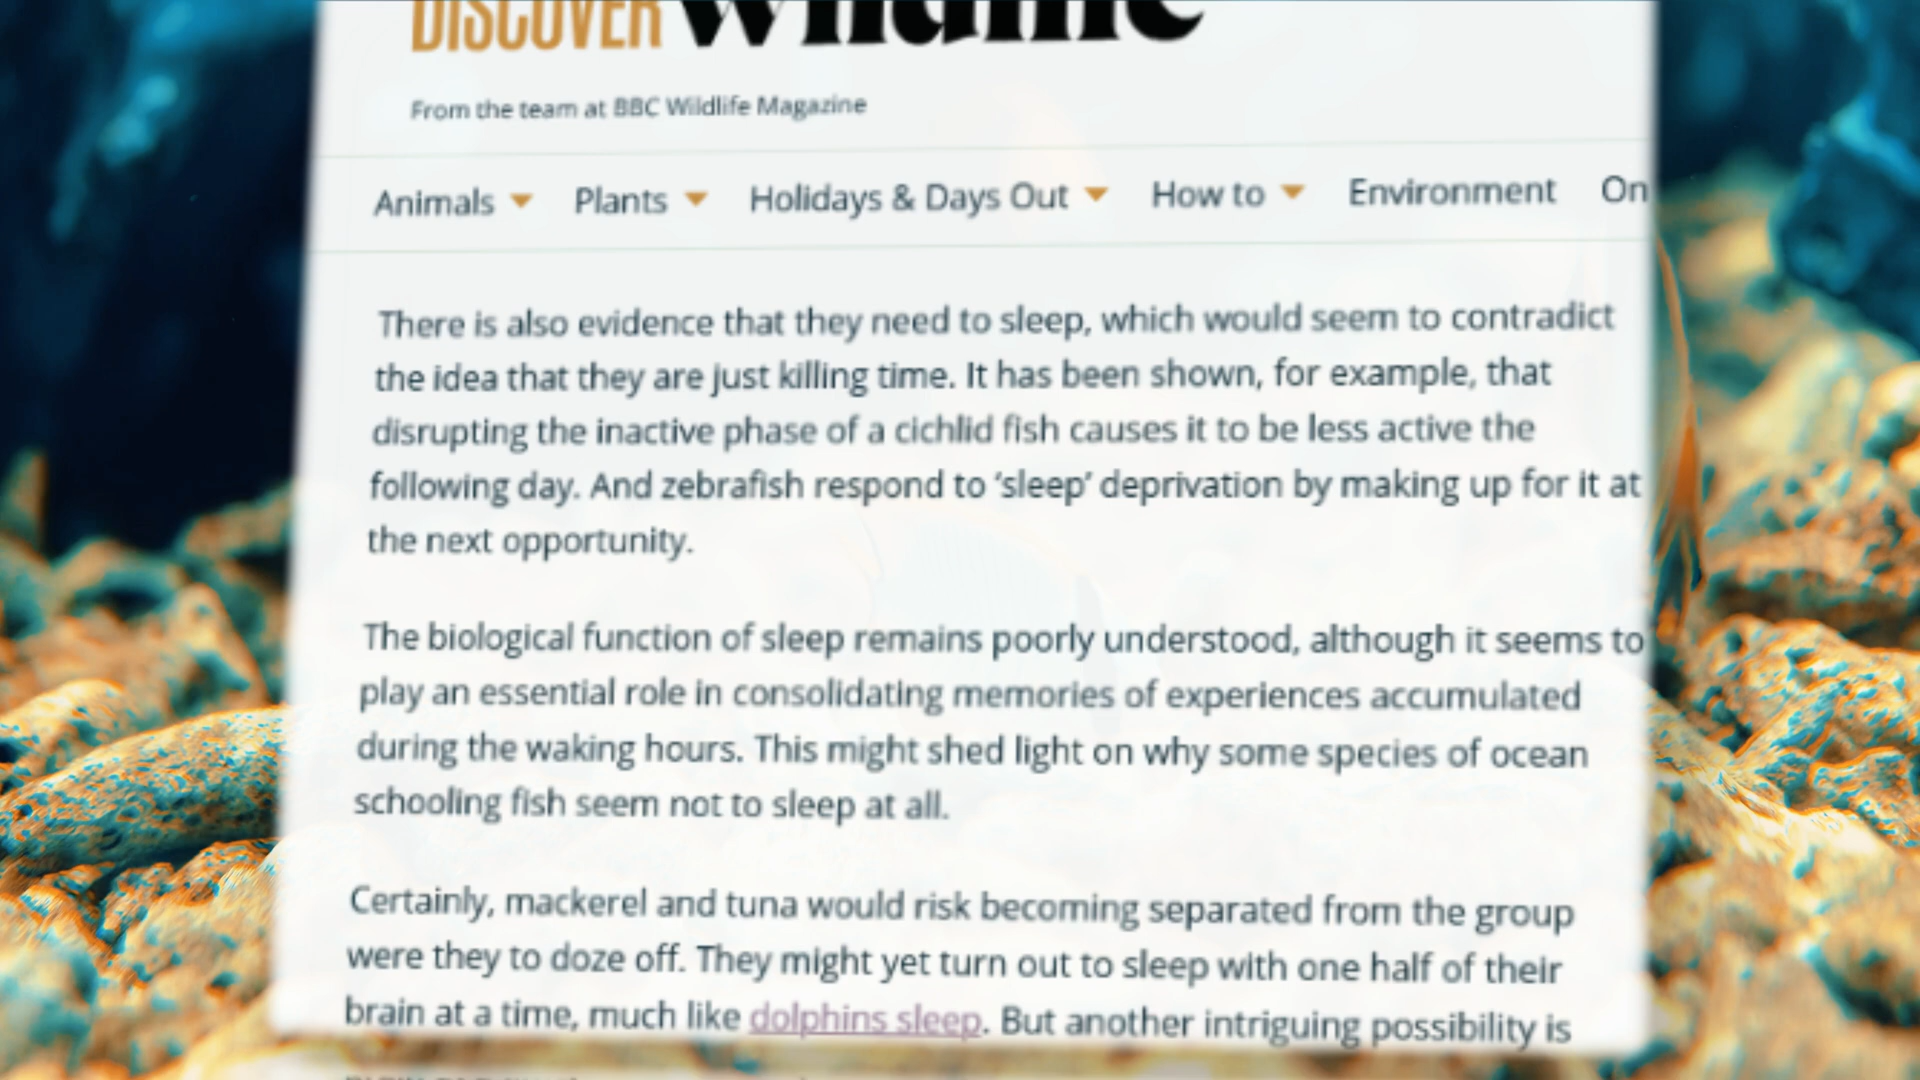 DISCOVER Wildlife
From the team at BBC Wildlife Magazine
Animals Plants Holidays & Days Out How to Environment On
There is also evidence that they need to sleep, which would seem to contradict
the idea that they are just killing time. It has been shown, for example, that
disrupting the inactive phase of a cichlid fish causes it to be less active the
following day. And zebrafish respond to ‘sleep’ deprivation by making up for it at
the next opportunity.
The biological function of sleep remains poorly understood, although it seems to
play an essential role in consolidating memories of experiences accumulated
during the waking hours. This might shed light on why some species of ocean
schooling fish seem not to sleep at all.
Certainly, mackerel and tuna would risk becoming separated from the group
were they to doze off. They might yet turn out to sleep with one half of their
brain at a time, much like dolphins sleep. But another intriguing possibility is